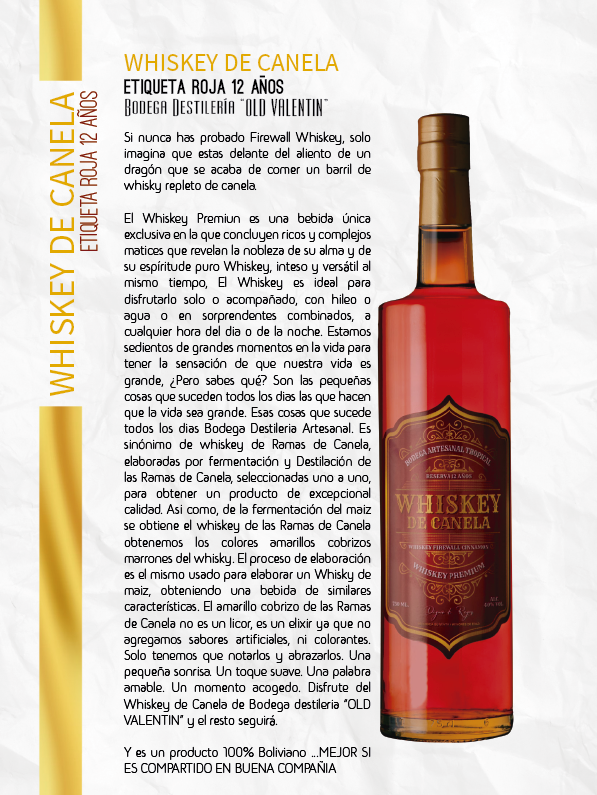 WHISKEY DE CANELA
ETIQUETA ROJA 12 AÑOS
WHISKEY DE CANELA
ETIQUETA ROJA 12 AÑOS
BODEGA DESTILERÍA "OLD VALENTIN"
Si nunca has probado Firewall Whiskey, solo
imagina que estas delante del aliento de un
dragón que se acaba de comer un barril de
whisky repleto de canela.
El Whiskey Premiun es una bebida única
exclusiva en la que concluyen ricos y complejos
matices que revelan la nobleza de su alma y de
su espíritude puro Whiskey, inteso y versátil al
mismo tiempo, El Whiskey es ideal para
disfrutarlo solo o acompañado, con hileo o
agua o en sorprendentes combinados, a
cualquier hora del dia o de la noche. Estamos
sedientos de grandes momentos en la vida para
tener la sensación de que nuestra vida es
grande, ¿Pero sabes qué? Son las pequeñas
cosas que suceden todos los dias las que hacen
que la vida sea grande. Esas cosas que sucede
todos los dias Bodega Destileria Artesanal. Es
sinónimo de whiskey de Ramas de Canela,
elaboradas por fermentación y Destilación de
las Ramas de Canela, seleccionadas uno a uno,
para obtener un producto de excepcional
calidad. Asi como, de la fermentación del maiz
se obtiene el whiskey de las Ramas de Canela
obtenemos los colores amarillos cobrizos
marrones del whisky. El proceso de elaboración
es el mismo usado para elaborar un Whisky de
maiz, obteniendo una bebida de similares
características. El amarillo cobrizo de las Ramas
de Canela no es un licor, es un elixir ya que no
agregamos sabores artificiales, ni colorantes.
Solo tenemos que notarlos y abrazarlos. Una
pequeña sonrisa. Un toque suave. Una palabra
amable. Un momento acogedo. Disfrute del
Whiskey de Canela de Bodega destileria "OLD
VALENTIN" y el resto seguirá.
Y es un producto 100% Boliviano ...MEJOR SI
ES COMPARTIDO EN BUENA COMPAÑIA
BODEGA ARTESANAL TROPICAL
RESERVA 12 AÑOS
WHISKEY
DE CANELA
WHISKEY FIREWALL CINNAMON
WHISKEY PREMIUM
750 ML.
ALC.
40% VOL.